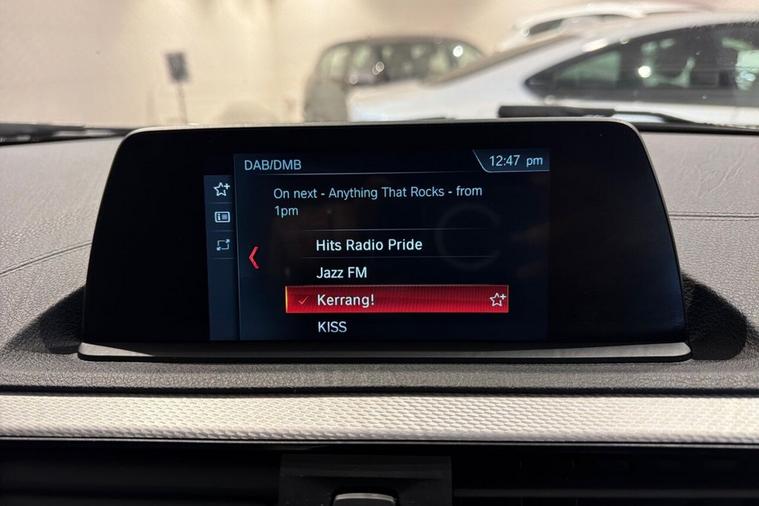 DAB/DMB
12:47 pm
On next - Anything That Rocks - from
1pm
Hits Radio Pride
Jazz FM
Kerrang!
KISS